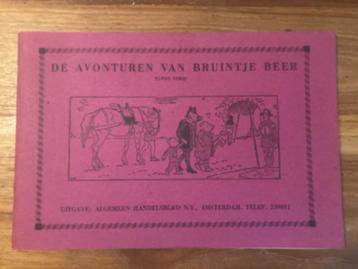 DE AVONTUREN VAN BRUINTJE BEER
UITGAVE: ALGEMEEN HANDELSBLAD N.V., AMSTERDAM. TELEF.